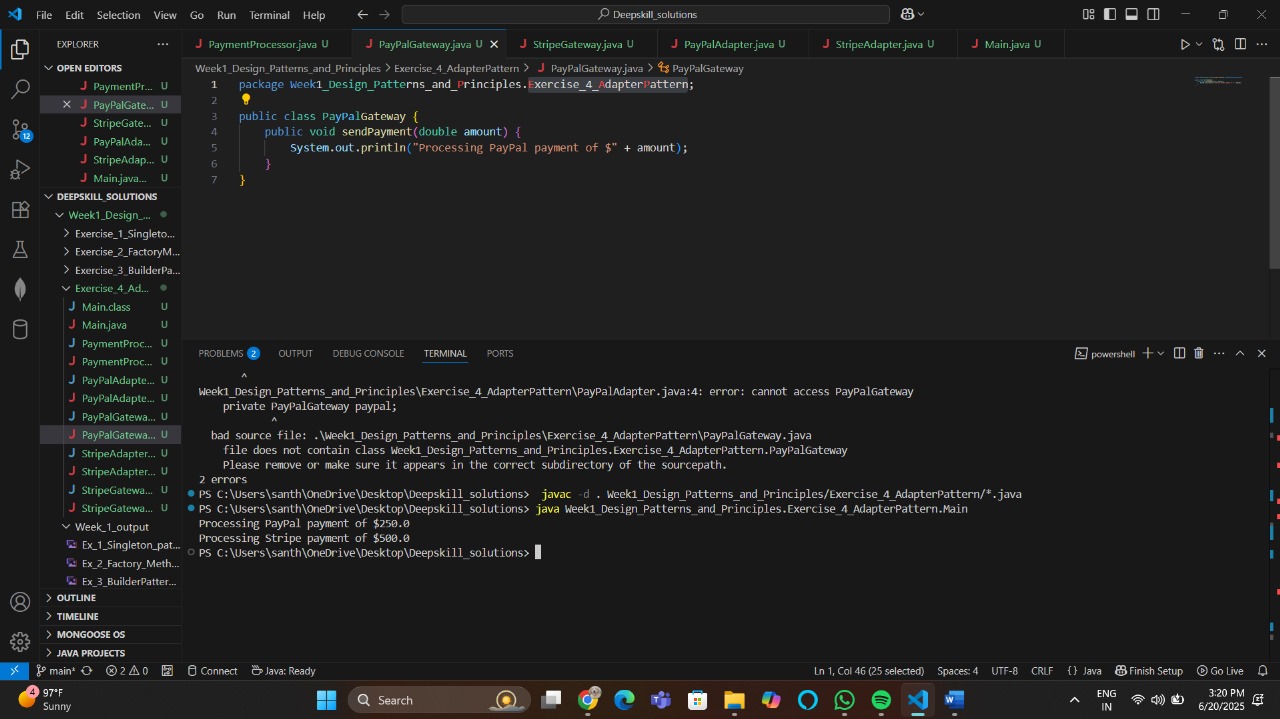 File Edit Selection View Go Run Terminal Help
Deepskill_solutions
EXPLORER
OPEN EDITORS
PaymentPr...
PayPalGate...
StripeGate...
PayPalAda...
StripeAdap...
Main.java...
DEEPSKILL_SOLUTIONS
Week1_Design_...
Exercise_1_Singleto...
Exercise_2_FactoryM...
Exercise_3_BuilderPa...
Exercise_4_Ad...
Main.class U
Main.java U
PaymentProc... U
PaymentProc... U
PayPalAdapte... U
PayPalAdapte... U
PayPalGatewa... U
PayPalGatewa... U
StripeAdapter... U
StripeAdapter... U
StripeGatewa... U
StripeGatewa... U
Week_1_output
Ex_1_Singleton_pat...
Ex_2_Factory_Meth...
Ex_3_BuilderPatter...
OUTLINE
TIMELINE
MONGOOSE OS
JAVA PROJECTS
12
PaymentProcessor.java U
PayPalGateway.java U
StripeGateway.java U
PayPalAdapter.java U
StripeAdapter.java U
Main.java U
Week1_Design_Patterns_and_Principles > Exercise_4_AdapterPattern > PayPalGateway.java > PayPalGateway
1 package Week1_Design_Patterns_and_Principles.Exercise_4_AdapterPattern;
2
3 public class PayPalGateway {
4 public void sendPayment(double amount) {
5 System.out.println("Processing PayPal payment of $" + amount);
6 }
7 }
PROBLEMS 2 OUTPUT DEBUG CONSOLE TERMINAL PORTS
powershell
^
Week1_Design_Patterns_and_Principles\Exercise_4_AdapterPattern\PayPalAdapter.java:4: error: cannot access PayPalGateway
private PayPalGateway paypal;
^
bad source file: .\Week1_Design_Patterns_and_Principles\Exercise_4_AdapterPattern\PayPalGateway.java
file does not contain class Week1_Design_Patterns_and_Principles.Exercise_4_AdapterPattern.PayPalGateway
Please remove or make sure it appears in the correct subdirectory of the sourcepath.
2 errors
PS C:\Users\santh\OneDrive\Desktop\Deepskill_solutions> javac -d . Week1_Design_Patterns_and_Principles/Exercise_4_AdapterPattern/*.java
PS C:\Users\santh\OneDrive\Desktop\Deepskill_solutions> java Week1_Design_Patterns_and_Principles.Exercise_4_AdapterPattern.Main
Processing PayPal payment of $250.0
Processing Stripe payment of $500.0
PS C:\Users\santh\OneDrive\Desktop\Deepskill_solutions>
main* 2 0 Connect Java: Ready Ln 1, Col 46 (25 selected) Spaces: 4 UTF-8 CRLF {} Java Finish Setup Go Live
4 97°F
Sunny
Search
ENG
IN
3:20 PM
6/20/2025